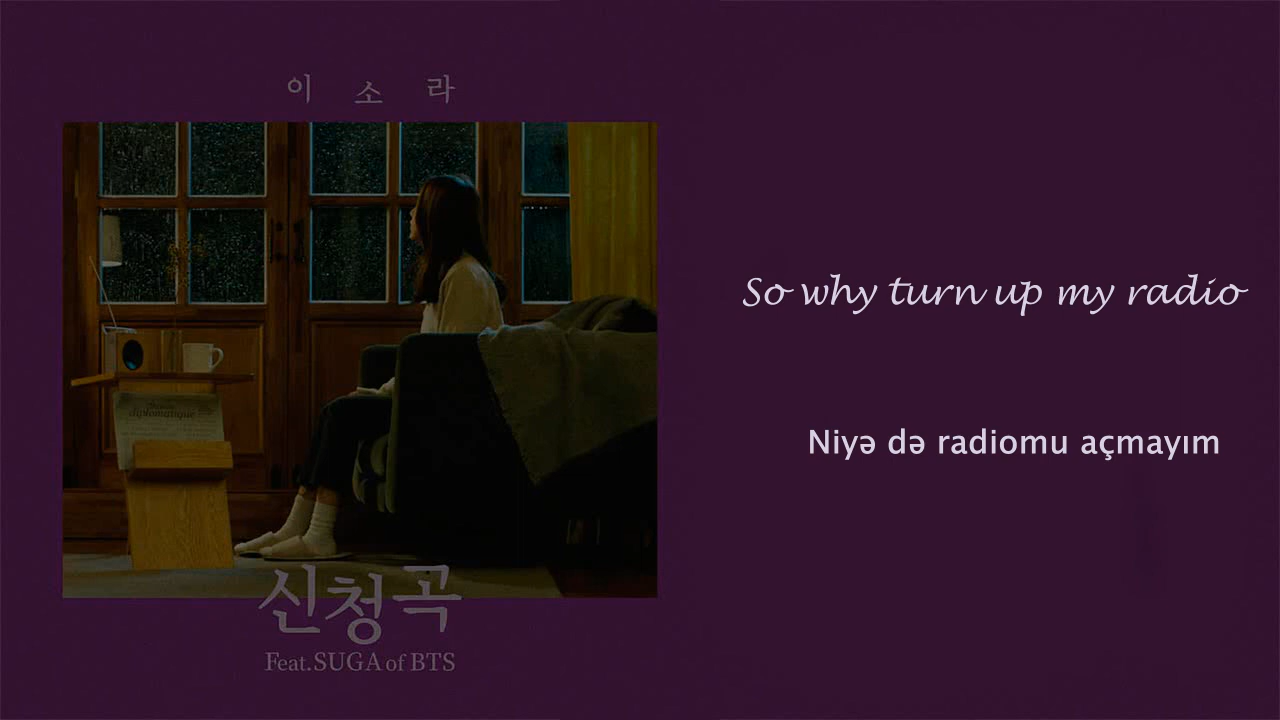 이 소 라
diplomatique
신청곡
Feat. SUGA of BTS
So why turn up my radio
Niyə də radiomu açmayım